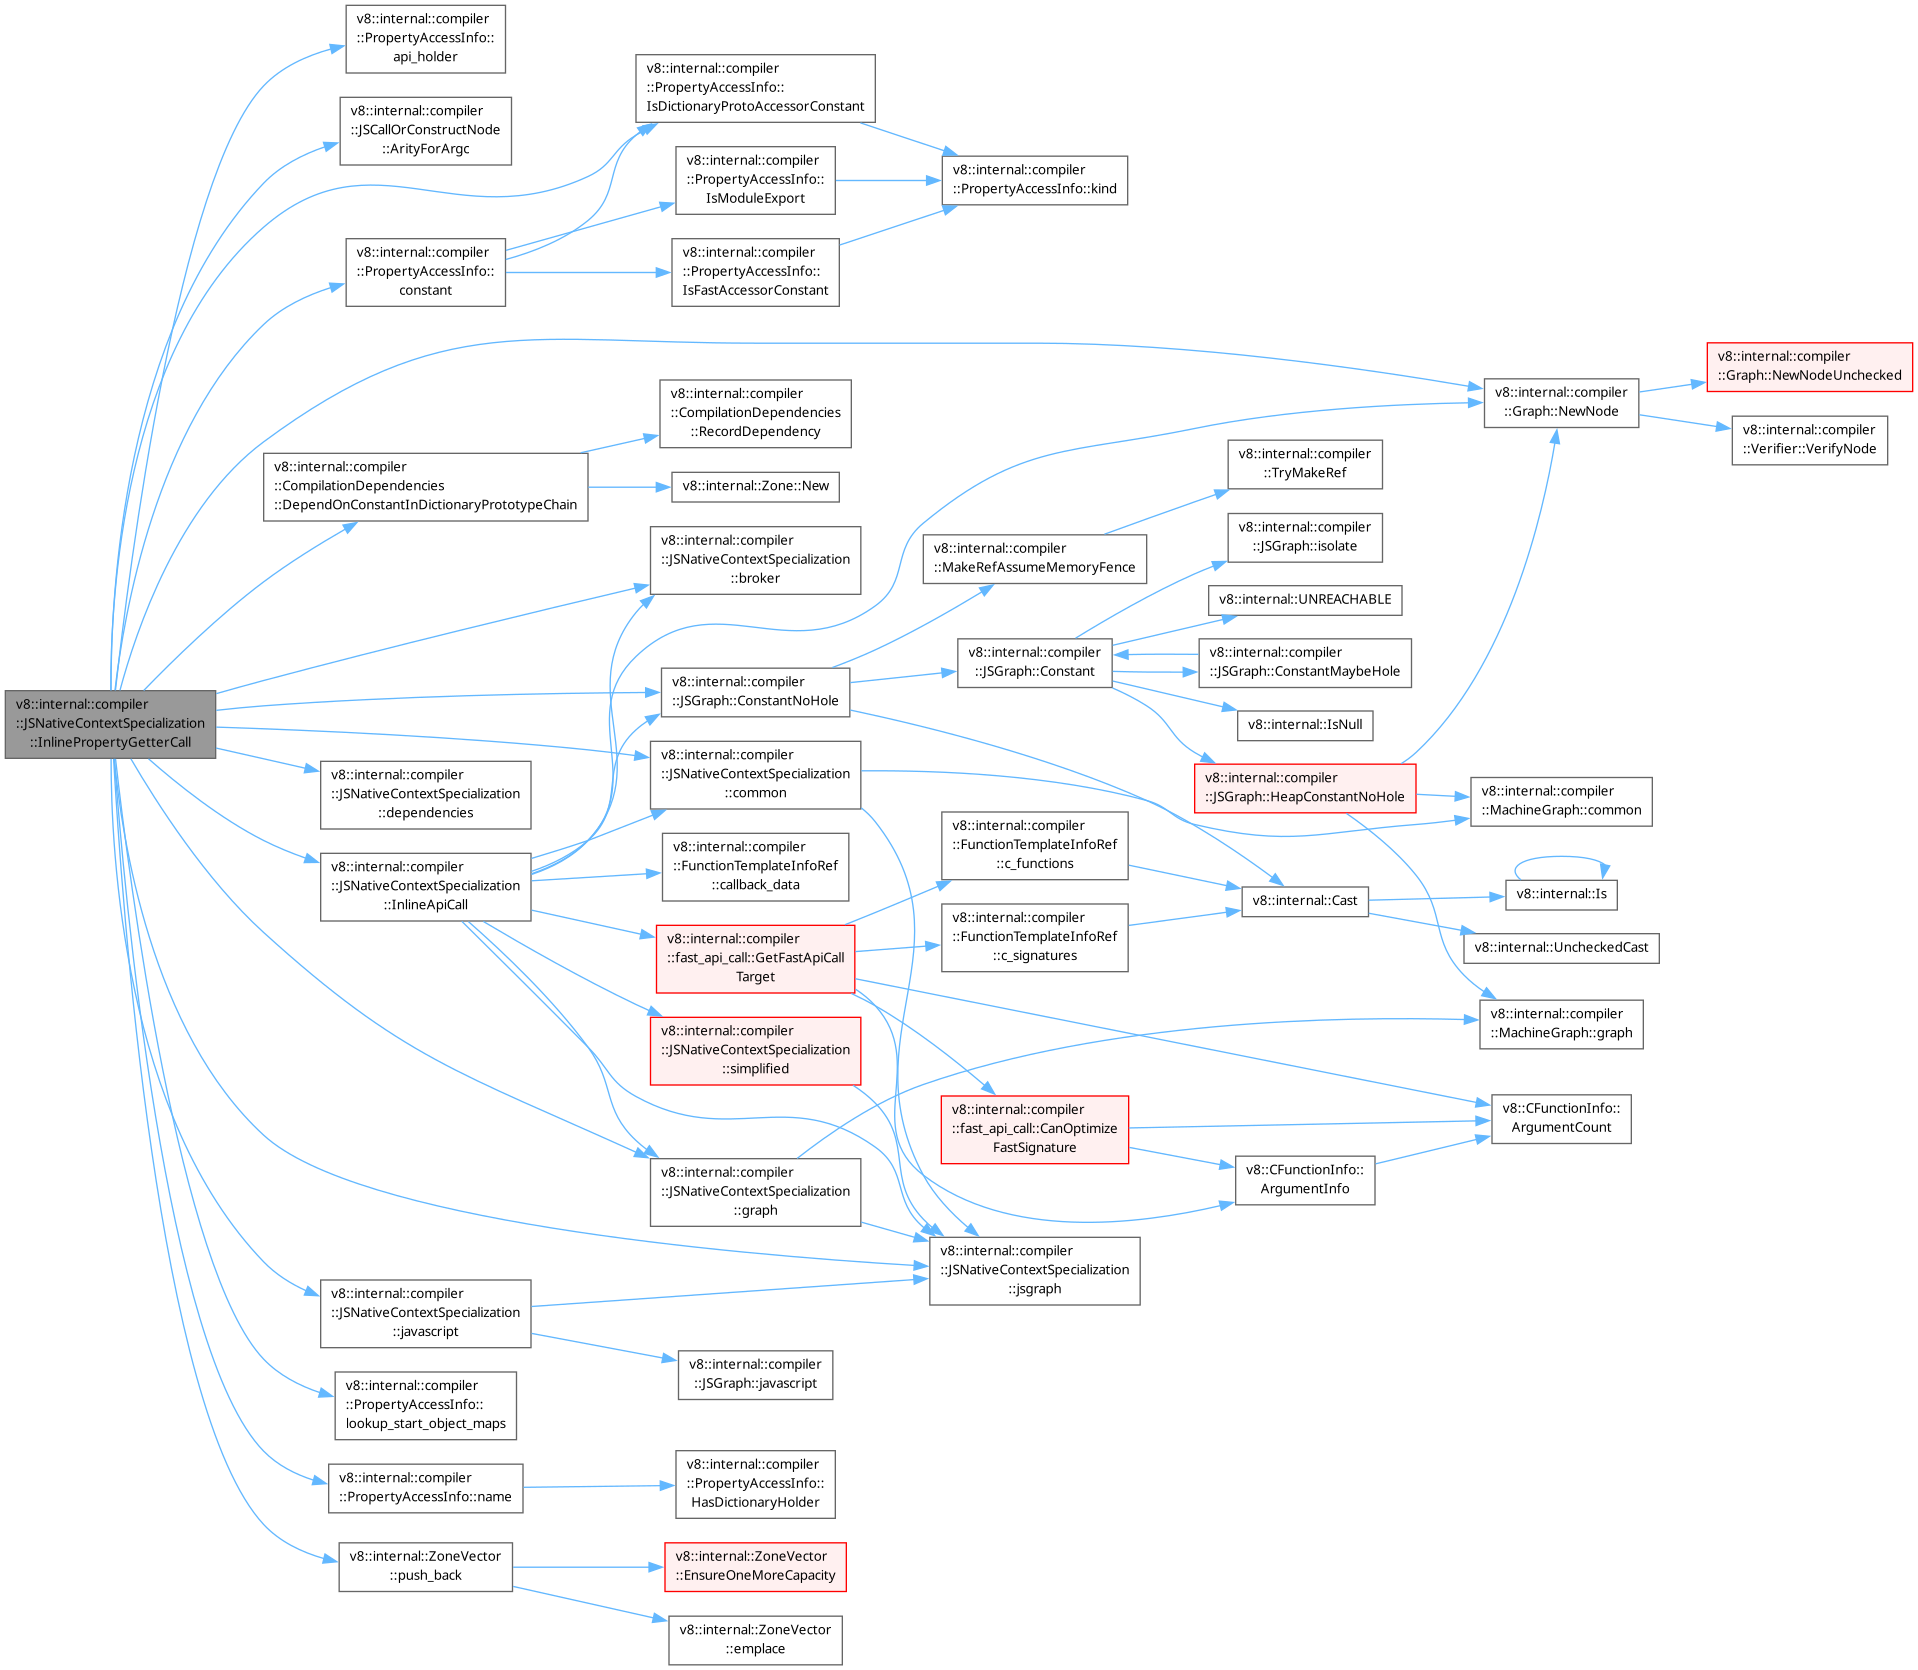 v8::internal::compiler
::JSNativeContextSpecialization
::InlinePropertyGetterCall
v8::internal::compiler
::PropertyAccessInfo::
api_holder
v8::internal::compiler
::JSCallOrConstructNode
::ArityForArgc
v8::internal::compiler
::PropertyAccessInfo::
constant
v8::internal::compiler
::CompilationDependencies
::DependOnConstantInDictionaryPrototypeChain
v8::internal::compiler
::JSNativeContextSpecialization
::dependencies
v8::internal::compiler
::JSNativeContextSpecialization
::InlineApiCall
v8::internal::compiler
::JSNativeContextSpecialization
::javascript
v8::internal::compiler
::PropertyAccessInfo::
lookup_start_object_maps
v8::internal::compiler
::PropertyAccessInfo::name
v8::internal::ZoneVector
::push_back
v8::internal::compiler
::PropertyAccessInfo::
IsDictionaryProtoAccessorConstant
v8::internal::compiler
::PropertyAccessInfo::
IsModuleExport
v8::internal::compiler
::PropertyAccessInfo::
IsFastAccessorConstant
v8::internal::compiler
::CompilationDependencies
::RecordDependency
v8::internal::Zone::New
v8::internal::compiler
::JSNativeContextSpecialization
::broker
v8::internal::compiler
::JSGraph::ConstantNoHole
v8::internal::compiler
::JSNativeContextSpecialization
::common
v8::internal::compiler
::FunctionTemplateInfoRef
::callback_data
v8::internal::compiler
::fast_api_call::GetFastApiCall
Target
v8::internal::compiler
::JSNativeContextSpecialization
::simplified
v8::internal::compiler
::JSNativeContextSpecialization
::graph
v8::internal::compiler
::JSGraph::javascript
v8::internal::compiler
::PropertyAccessInfo::
HasDictionaryHolder
v8::internal::ZoneVector
::EnsureOneMoreCapacity
v8::internal::ZoneVector
::emplace
v8::internal::compiler
::PropertyAccessInfo::kind
v8::internal::compiler
::MakeRefAssumeMemoryFence
v8::internal::compiler
::JSGraph::Constant
v8::internal::compiler
::FunctionTemplateInfoRef
::c_functions
v8::internal::compiler
::FunctionTemplateInfoRef
::c_signatures
v8::internal::compiler
::fast_api_call::CanOptimize
FastSignature
v8::internal::compiler
::JSNativeContextSpecialization
::jsgraph
v8::internal::compiler
::TryMakeRef
v8::internal::compiler
::JSGraph::isolate
v8::internal::UNREACHABLE
v8::internal::compiler
::JSGraph::ConstantMaybeHole
v8::internal::IsNull
v8::internal::compiler
::JSGraph::HeapConstantNoHole
v8::internal::Cast
v8::CFunctionInfo::
ArgumentInfo
v8::internal::compiler
::Graph::NewNode
v8::internal::compiler
::MachineGraph::common
v8::internal::Is
v8::internal::UncheckedCast
v8::internal::compiler
::MachineGraph::graph
v8::CFunctionInfo::
ArgumentCount
v8::internal::compiler
::Graph::NewNodeUnchecked
v8::internal::compiler
::Verifier::VerifyNode